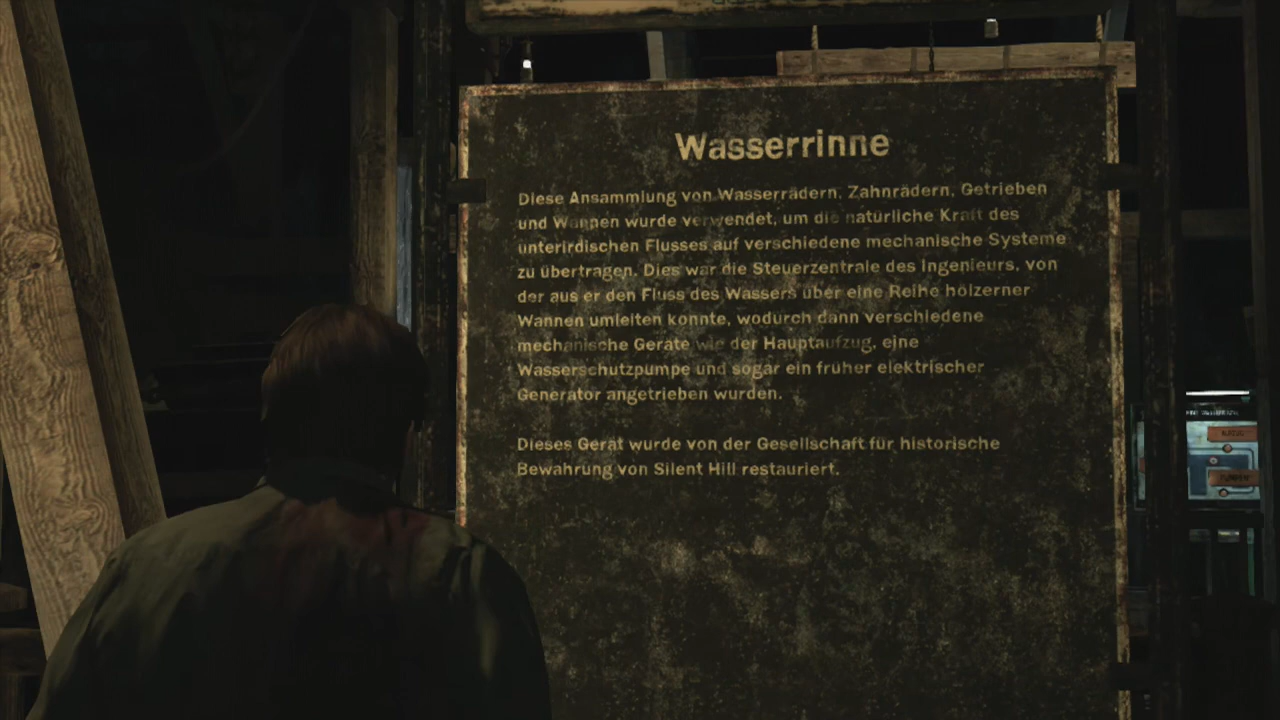 Wasserrinne
Diese Ansammlung von Wasserrädern, Zahnrädern, Getrieben
und Wannen wurde verwendet, um die natürliche Kraft des
unterirdischen Flusses auf verschiedene mechanische Systeme
zu übertragen. Dies war die Steuerzentrale des Ingenieurs, von
der aus er den Fluss des Wassers über eine Reihe hölzerner
Wannen umleiten konnte, wodurch dann verschiedene
mechanische Geräte wie der Hauptaufzug, eine
Wasserschutzpumpe und sogar ein früher elektrischer
Generator angetrieben wurden.
Dieses Gerät wurde von der Gesellschaft für historische
Bewahrung von Silent Hill restauriert.